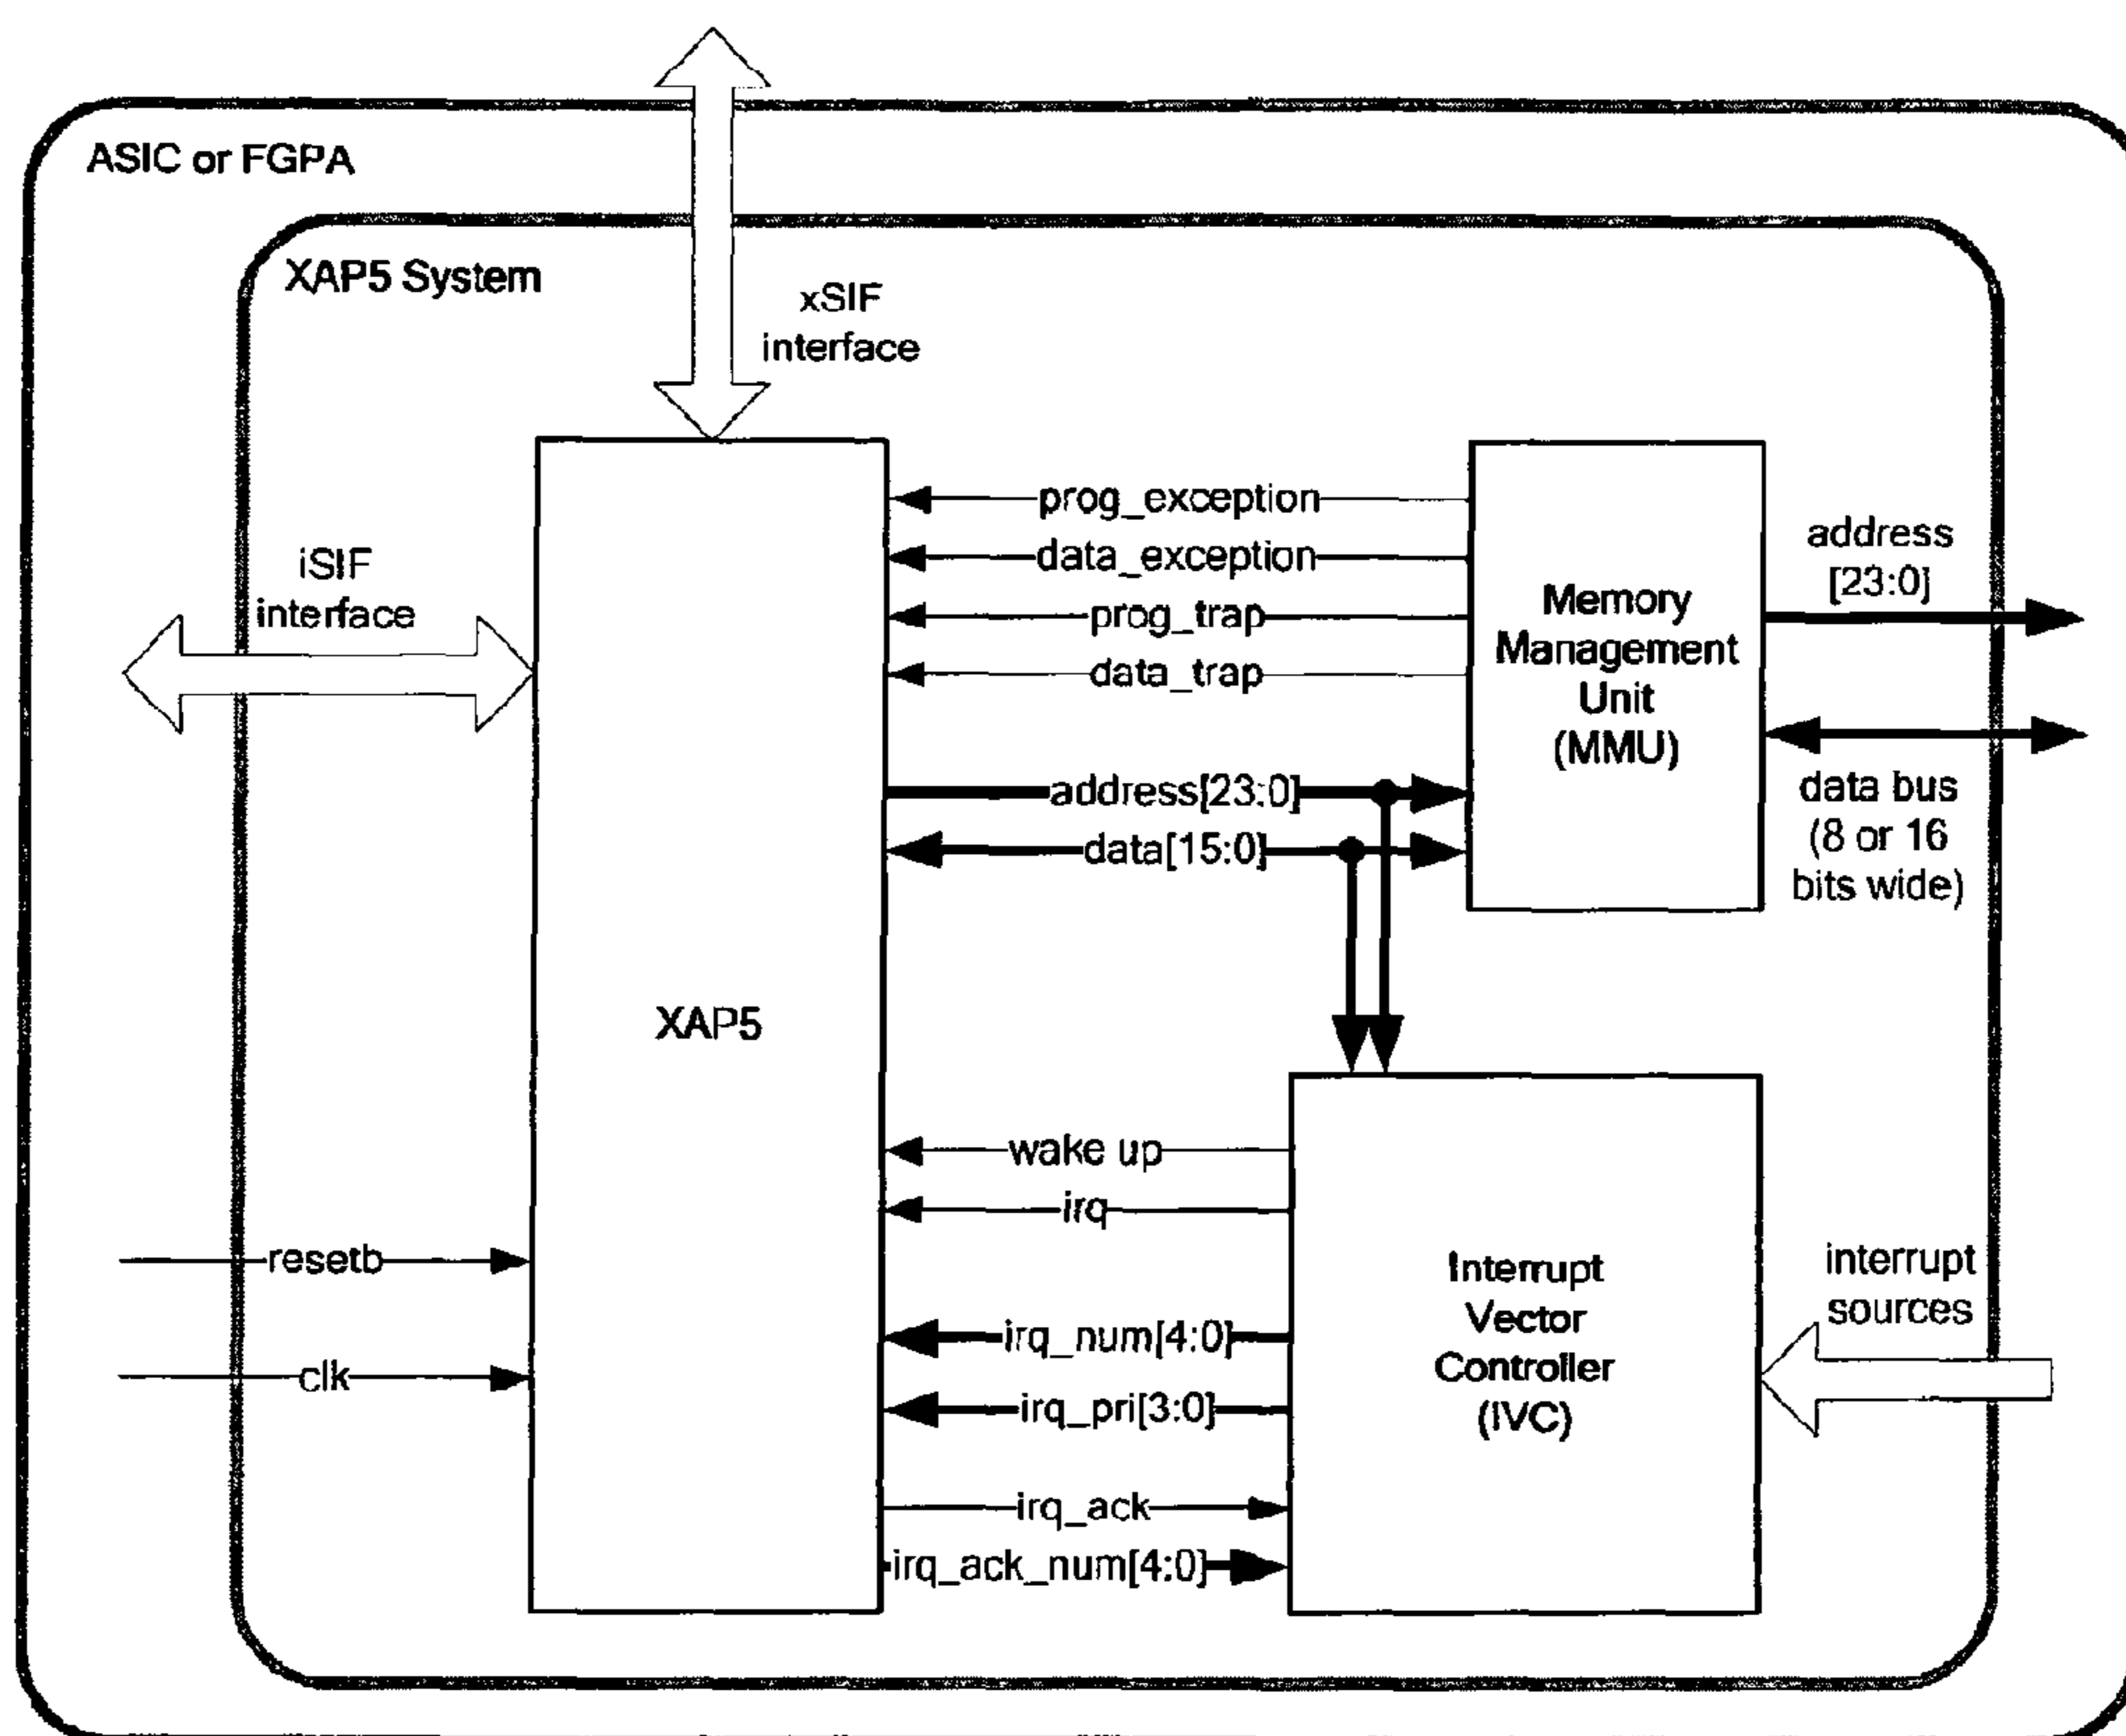 ASIC or FGPA
XAP5 System
xSIF
interface
iSIF
interface
prog_exception
data_exception
prog_trap
data_trap
address[23:0]
data[15:0]
Memory
Management
Unit
(MMU)
address
[23:0]
data bus
(8 or 16
bits wide)
XAP5
wake up
irq
resetb
clk
irq_num[4:0]
irq_pri[3:0]
irq_ack
irq_ack_num[4:0]
Interrupt
Vector
Controller
(IVC)
interrupt
sources